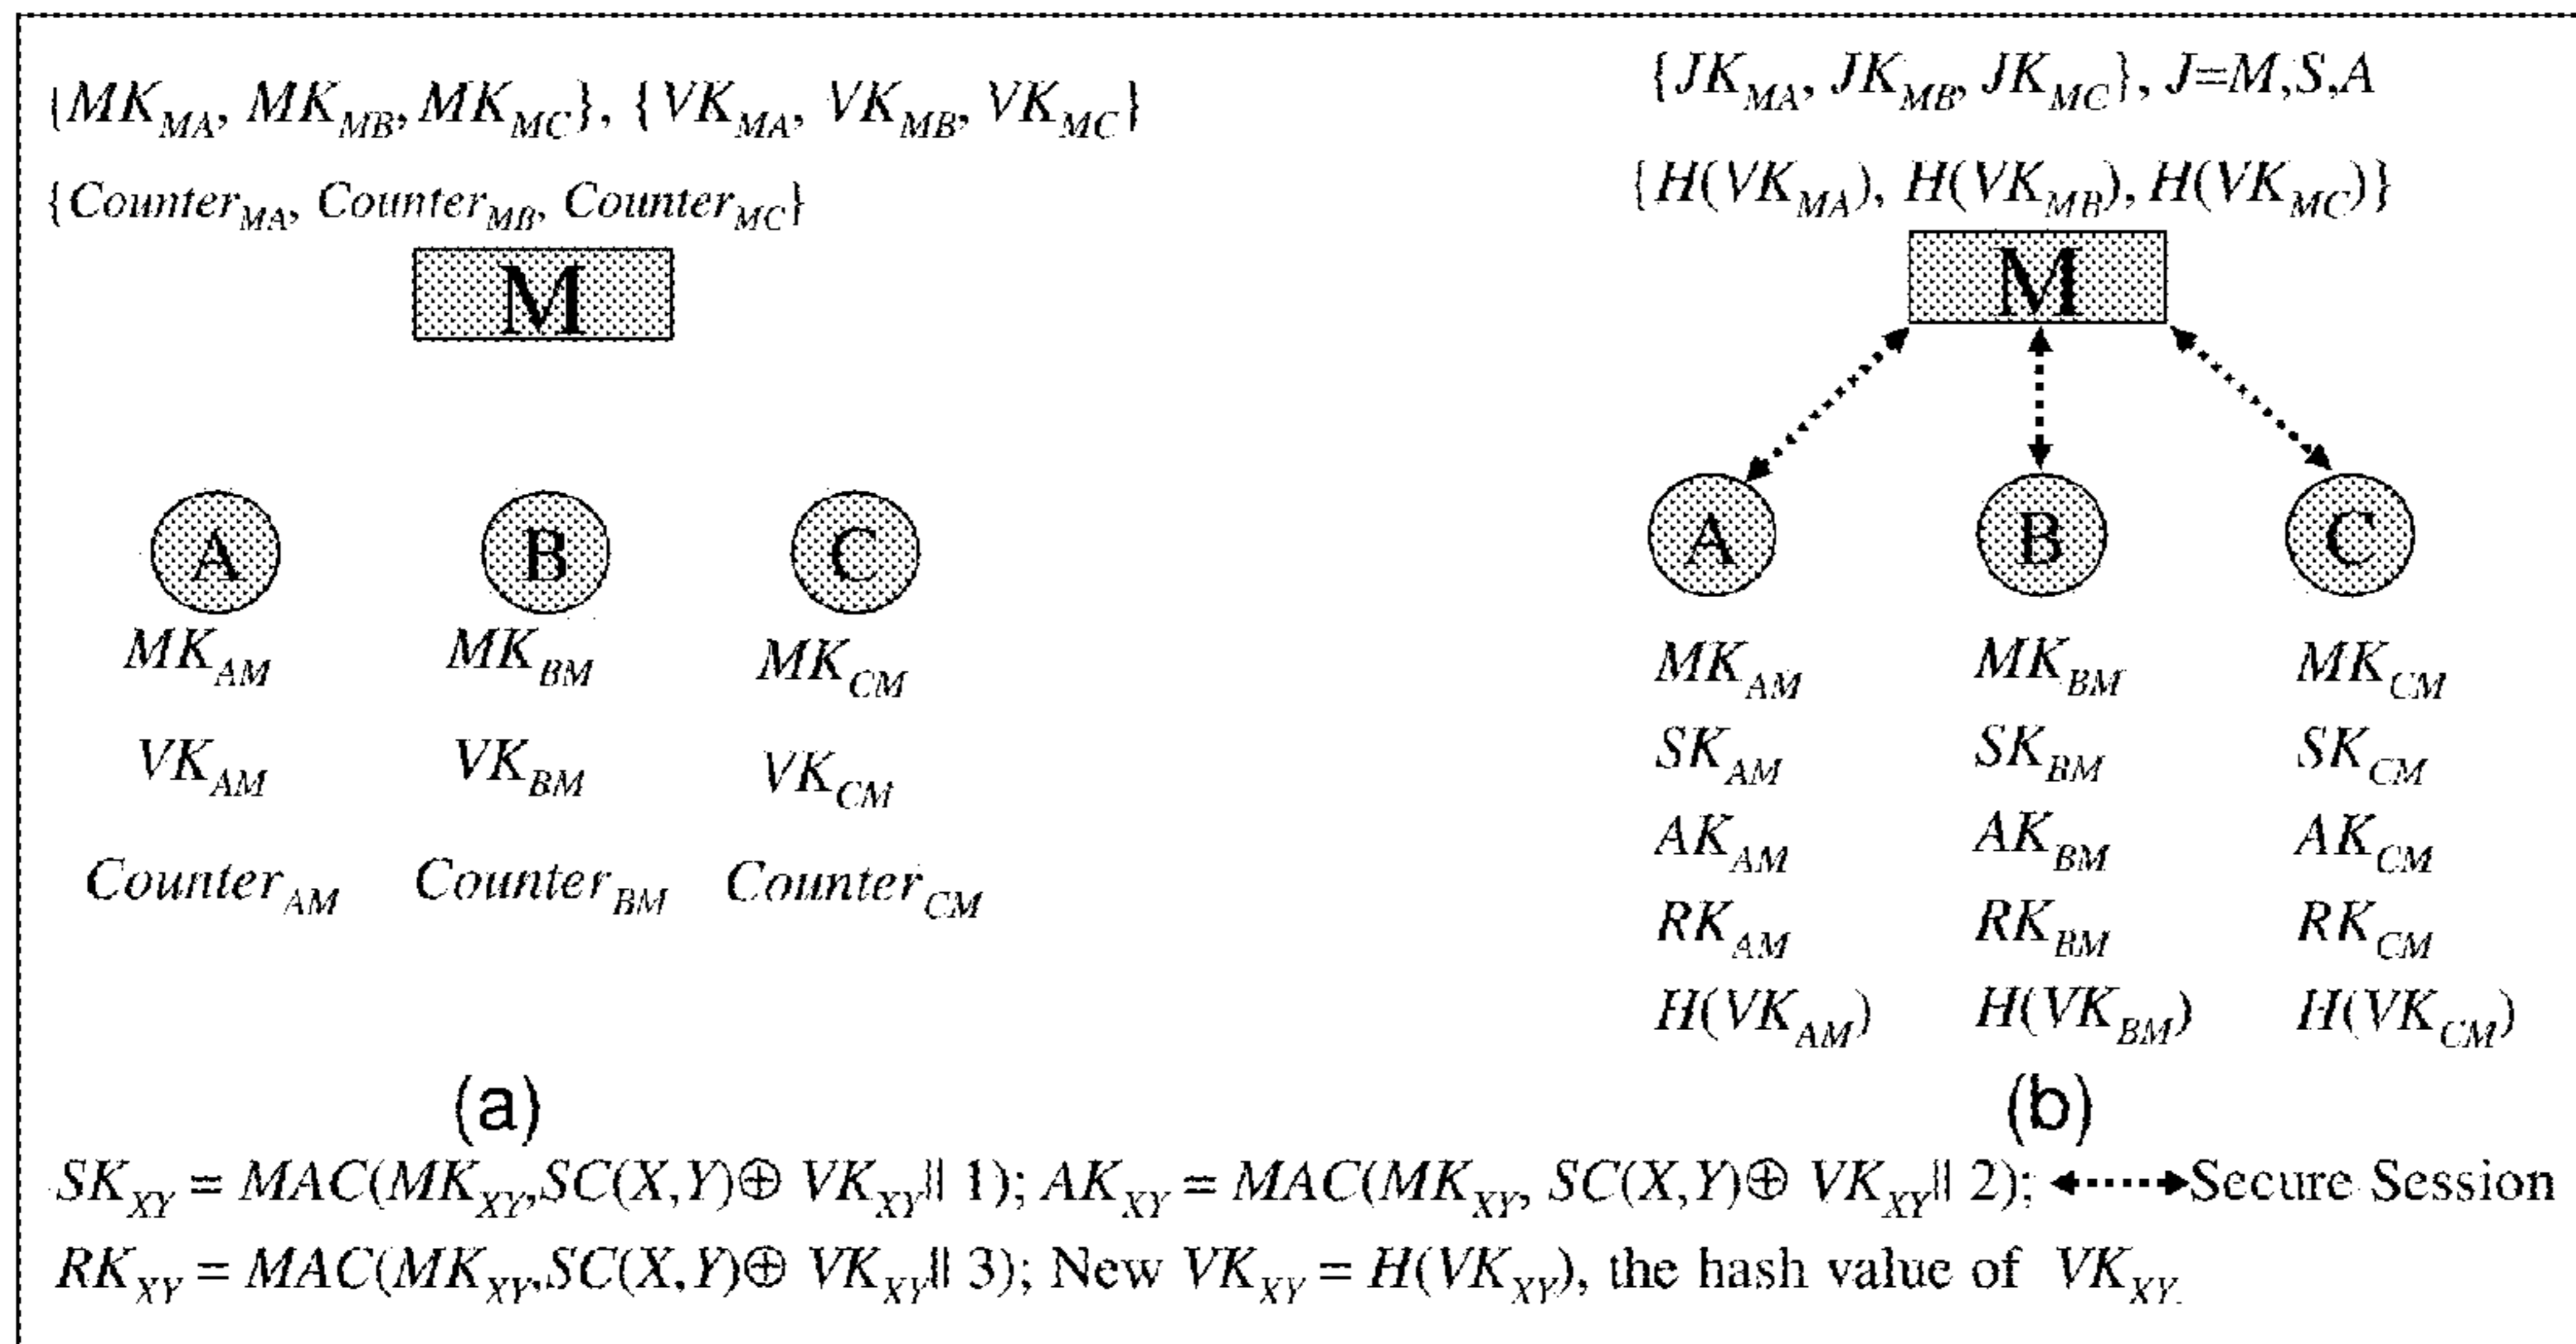 {MK_MA, MK_MB, MK_MC}, {VK_MA, VK_MB, VK_MC}
{Counter_MA, Counter_MB, Counter_MC}
M
A B C
MK_AM MK_BM MK_CM
VK_AM VK_BM VK_CM
Counter_AM Counter_BM Counter_CM
(a)
{JK_MA, JK_MB, JK_MC}, J=M,S,A
{H(VK_MA), H(VK_MB), H(VK_MC)}
M
A B C
MK_AM MK_BM MK_CM
SK_AM SK_BM SK_CM
AK_AM AK_BM AK_CM
RK_AM RK_BM RK_CM
H(VK_AM) H(VK_BM) H(VK_CM)
(b)
SK_XY = MAC(MK_XY,SC(X,Y)⊕ VK_XY|| 1); AK_XY = MAC(MK_XY, SC(X,Y)⊕ VK_XY|| 2); Secure Session
RK_XY = MAC(MK_XY,SC(X,Y)⊕ VK_XY|| 3); New VK_XY = H(VK_XY), the hash value of VK_XY.